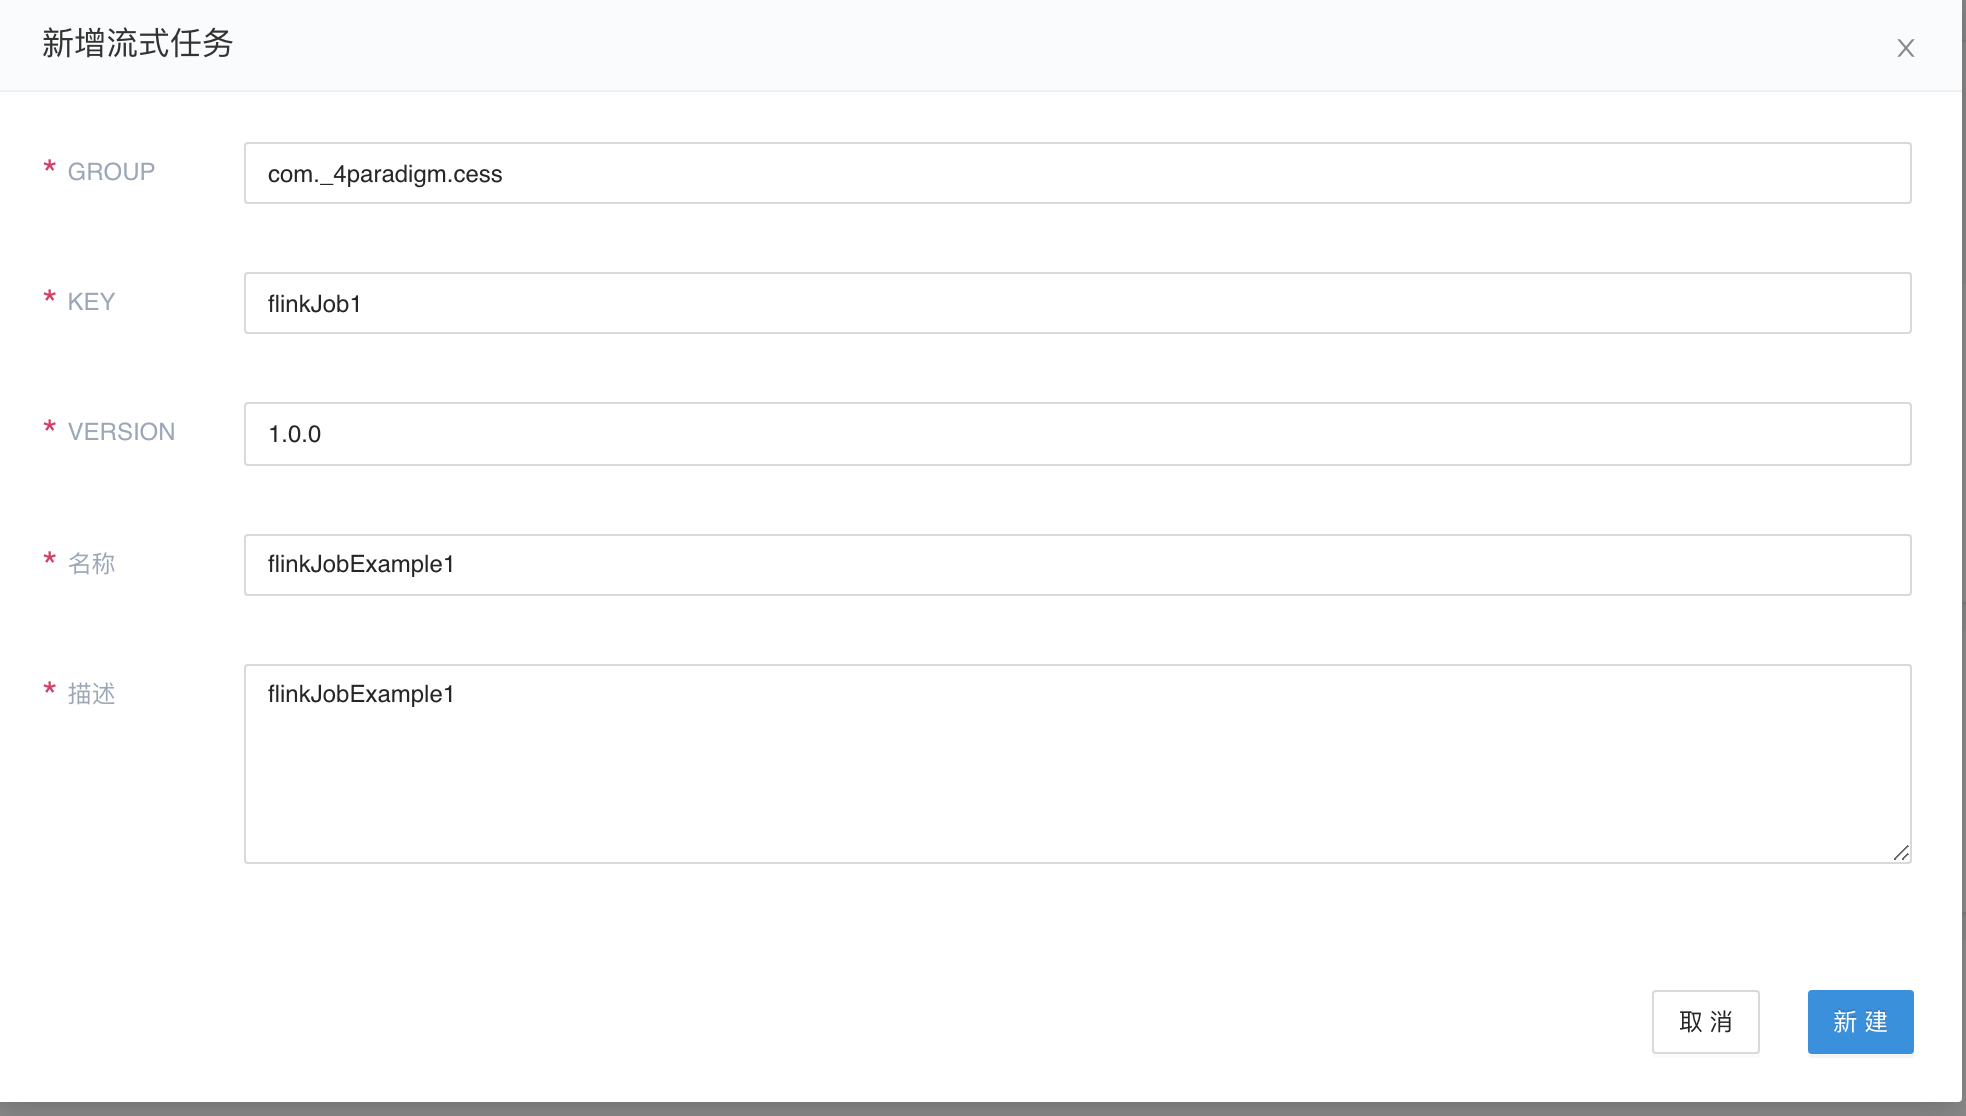 新增流式任务
X
* GROUP
com._4paradigm.cess
* KEY
flinkJob1
* VERSION
1.0.0
* 名称
flinkJobExample1
* 描述
flinkJobExample1
取 消
新 建